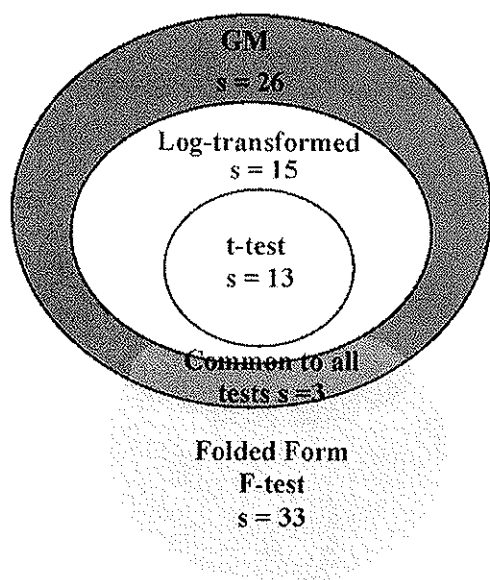 GM
s = 26
Log-transformed
s = 15
t-test
s = 13
Common to all
tests s =3
Folded Form
F-test
s = 33